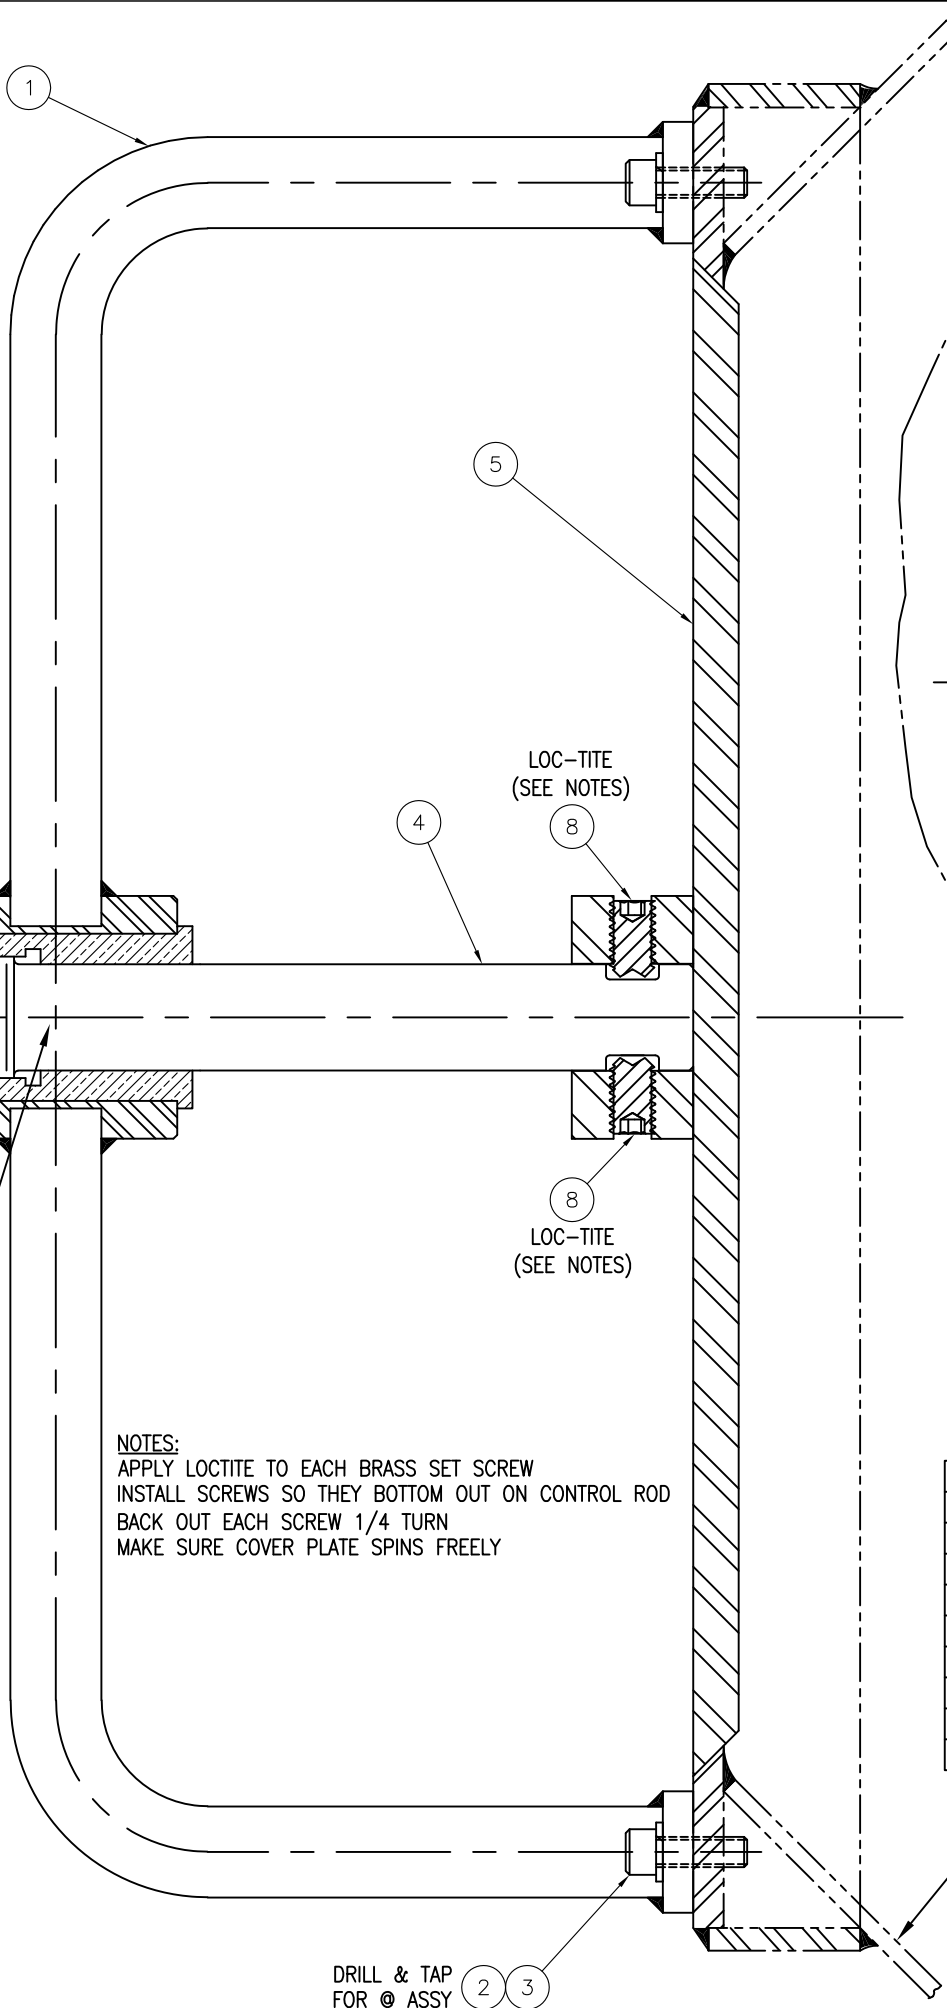 1
5
LOC-TITE
(SEE NOTES)
4
8
8
LOC-TITE
(SEE NOTES)
NOTES:
APPLY LOCTITE TO EACH BRASS SET SCREW
INSTALL SCREWS SO THEY BOTTOM OUT ON CONTROL ROD
BACK OUT EACH SCREW 1/4 TURN
MAKE SURE COVER PLATE SPINS FREELY
DRILL & TAP
FOR @ ASSY
2 3